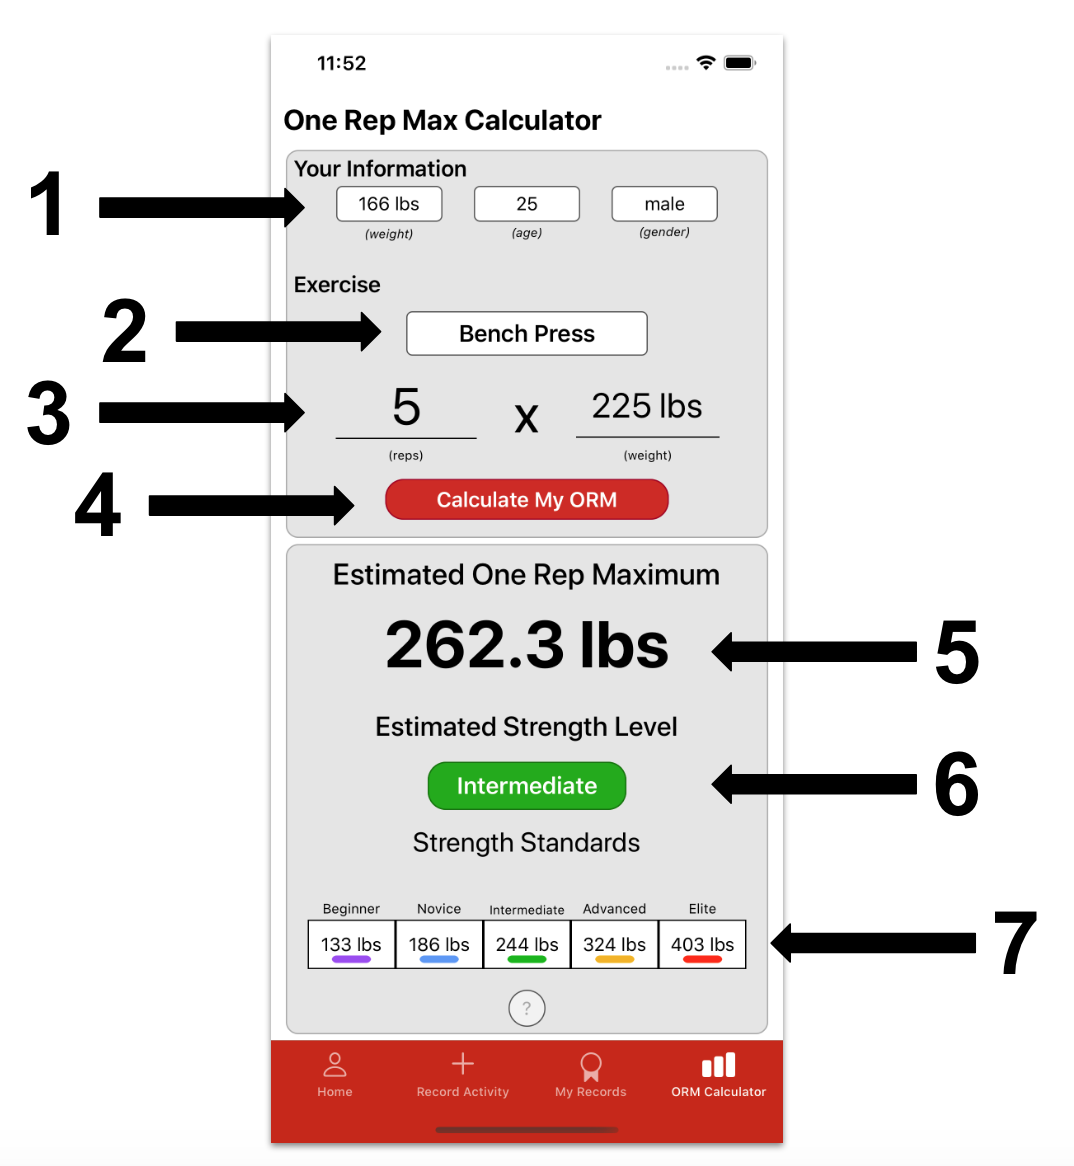 11:52
One Rep Max Calculator
Your Information
1
166 lbs 25 male
(weight) (age) (gender)
Exercise
2
Bench Press
3
5 x 225 lbs
(reps) (weight)
4
Calculate My ORM
Estimated One Rep Maximum
262.3 lbs
5
Estimated Strength Level
Intermediate
6
Strength Standards
Beginner Novice Intermediate Advanced Elite
133 lbs 186 lbs 244 lbs 324 lbs 403 lbs
7
?
Home Record Activity My Records ORM Calculator